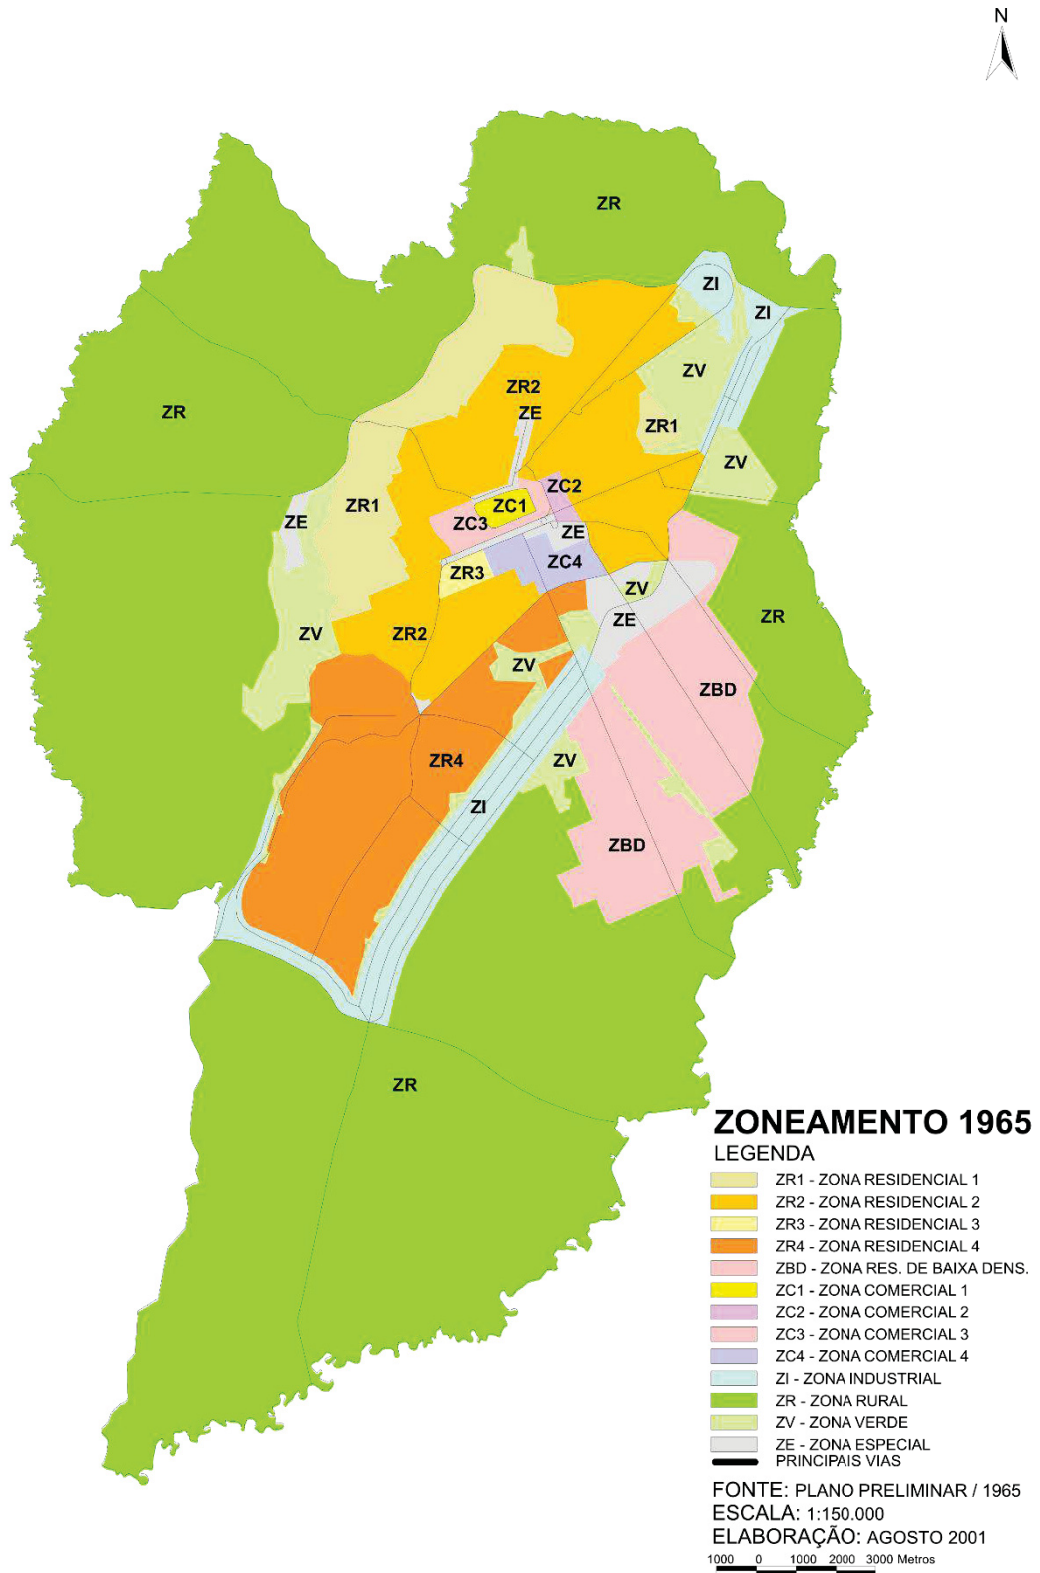 N
ZR
ZI
ZI
ZV
ZR2
ZR
ZE
ZR1
ZV
ZC2
ZR1
ZC1
ZE
ZC3
ZE
ZC4
ZR3
ZV
ZR
ZE
ZV
ZR2
ZV
ZBD
ZR4
ZV
ZI
ZBD
ZR
ZONEAMENTO 1965
LEGENDA
ZR1 - ZONA RESIDENCIAL 1
ZR2 - ZONA RESIDENCIAL 2
ZR3 - ZONA RESIDENCIAL 3
ZR4 - ZONA RESIDENCIAL 4
ZBD - ZONA RES. DE BAIXA DENS.
ZC1 - ZONA COMERCIAL 1
ZC2 - ZONA COMERCIAL 2
ZC3 - ZONA COMERCIAL 3
ZC4 - ZONA COMERCIAL 4
ZI - ZONA INDUSTRIAL
ZR - ZONA RURAL
ZV - ZONA VERDE
ZE - ZONA ESPECIAL
PRINCIPAIS VIAS
FONTE: PLANO PRELIMINAR / 1965
ESCALA: 1:150.000
ELABORAÇÃO: AGOSTO 2001
1000 0 1000 2000 3000 Metros